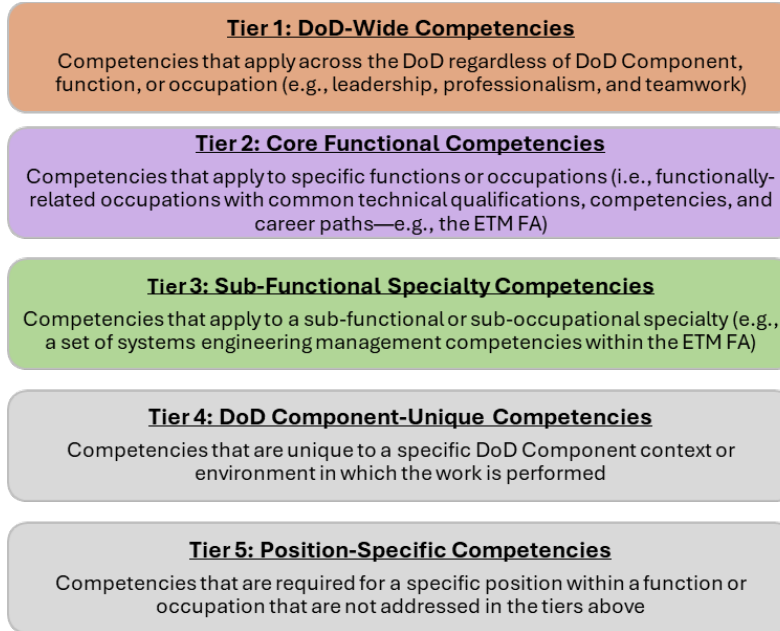 Tier 1: DoD-Wide Competencies
Competencies that apply across the DoD regardless of DoD Component,
function, or occupation (e.g., leadership, professionalism, and teamwork)
Tier 2: Core Functional Competencies
Competencies that apply to specific functions or occupations (i.e., functionally-
related occupations with common technical qualifications, competencies, and
career paths—e.g., the ETM FA)
Tier 3: Sub-Functional Specialty Competencies
Competencies that apply to a sub-functional or sub-occupational specialty (e.g.,
a set of systems engineering management competencies within the ETM FA)
Tier 4: DoD Component-Unique Competencies
Competencies that are unique to a specific DoD Component context or
environment in which the work is performed
Tier 5: Position-Specific Competencies
Competencies that are required for a specific position within a function or
occupation that are not addressed in the tiers above